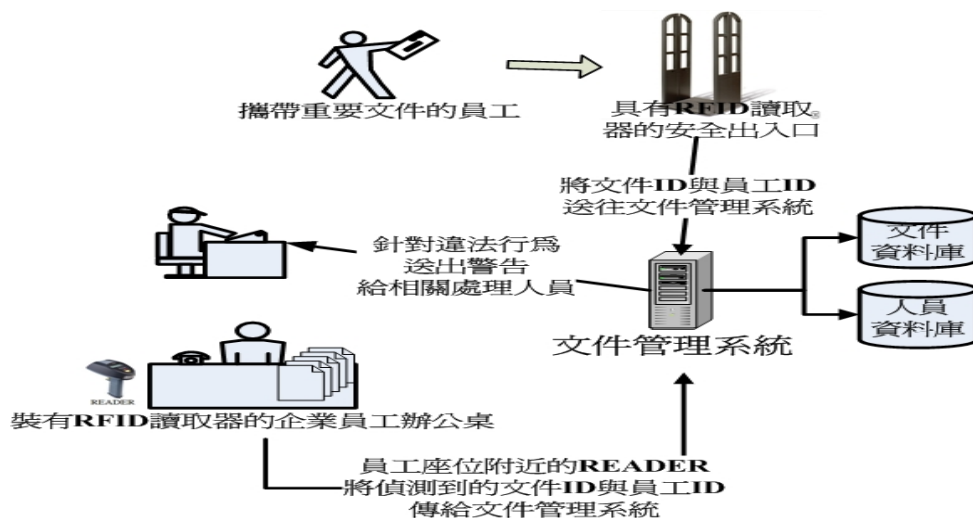 攜帶重要文件的員工
具有RFID讀取
器的安全出入口
將文件ID與員工ID
送往文件管理系統
針對違法行為
送出警告
給相關處理人員
文件
資料庫
人員
資料庫
文件管理系統
READER
裝有RFID讀取器的企業員工辦公桌
員工座位附近的READER
將偵測到的文件ID與員工ID
傳給文件管理系統